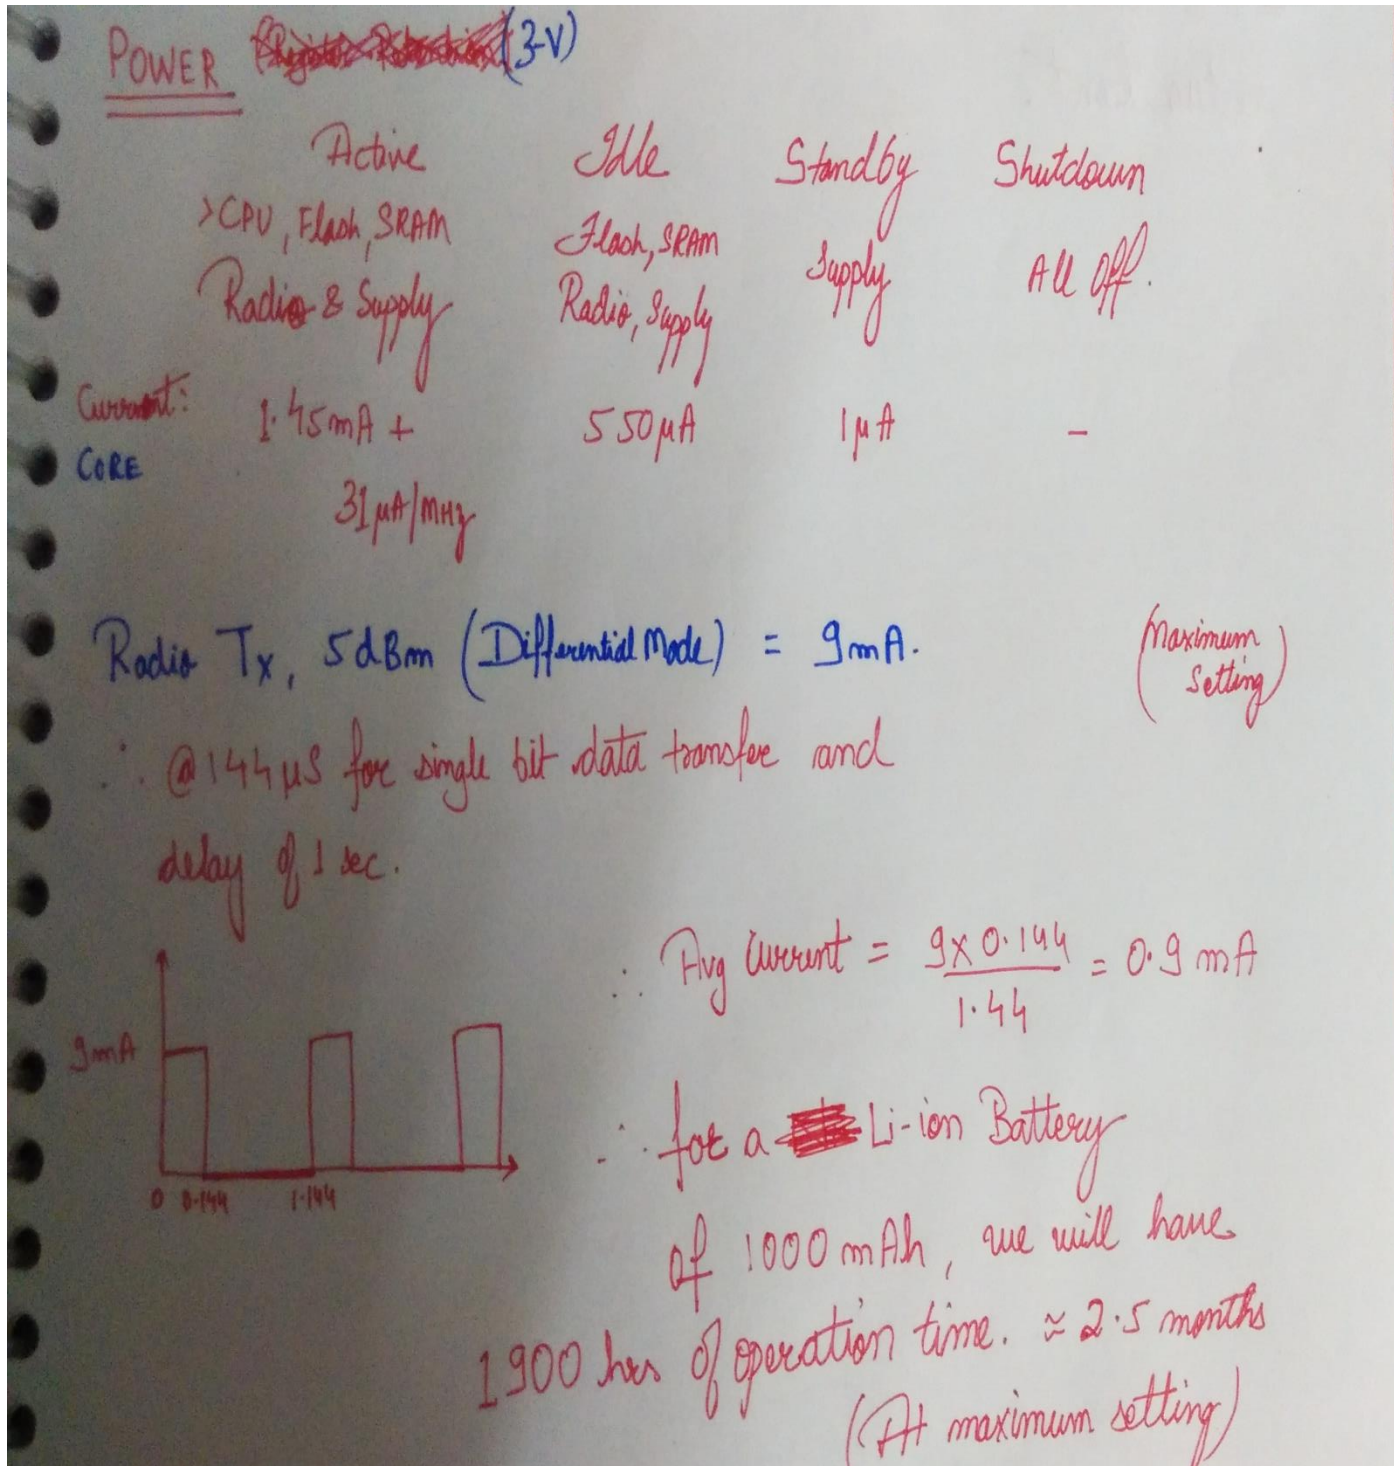 POWER (3-V)
Active Idle Standby Shutdown
>CPU, Flash, SRAM Flash, SRAM Supply All Off.
Radio & Supply Radio, Supply
Current: 1.45mA + 550µA 1µA -
CORE
31µA/MHz
Radio Tx, 5dBm (Differential Mode) = 9mA. (Maximum
Setting)
∴ @144µS for single bit data transfer and
delay of 1 sec.
∴ Avg Current = 9x0.144 / 1.44 = 0.9 mA
9mA
0 0.144 1.144
∴ for a Li-ion Battery
of 1000 mAh, we will have
1900 hrs of operation time. ≈ 2.5 months
(At maximum setting)